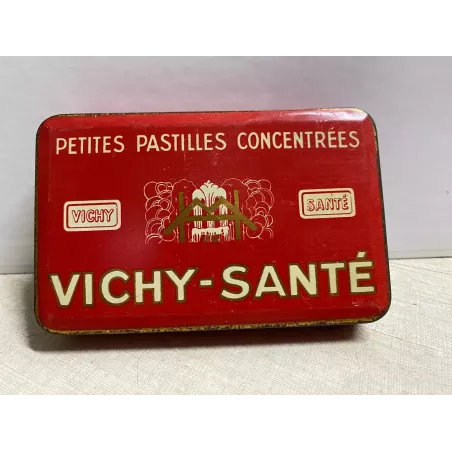 PETITES PASTILLES CONCENTRÉES
VICHY
SANTÉ
VICHY-SANTÉ